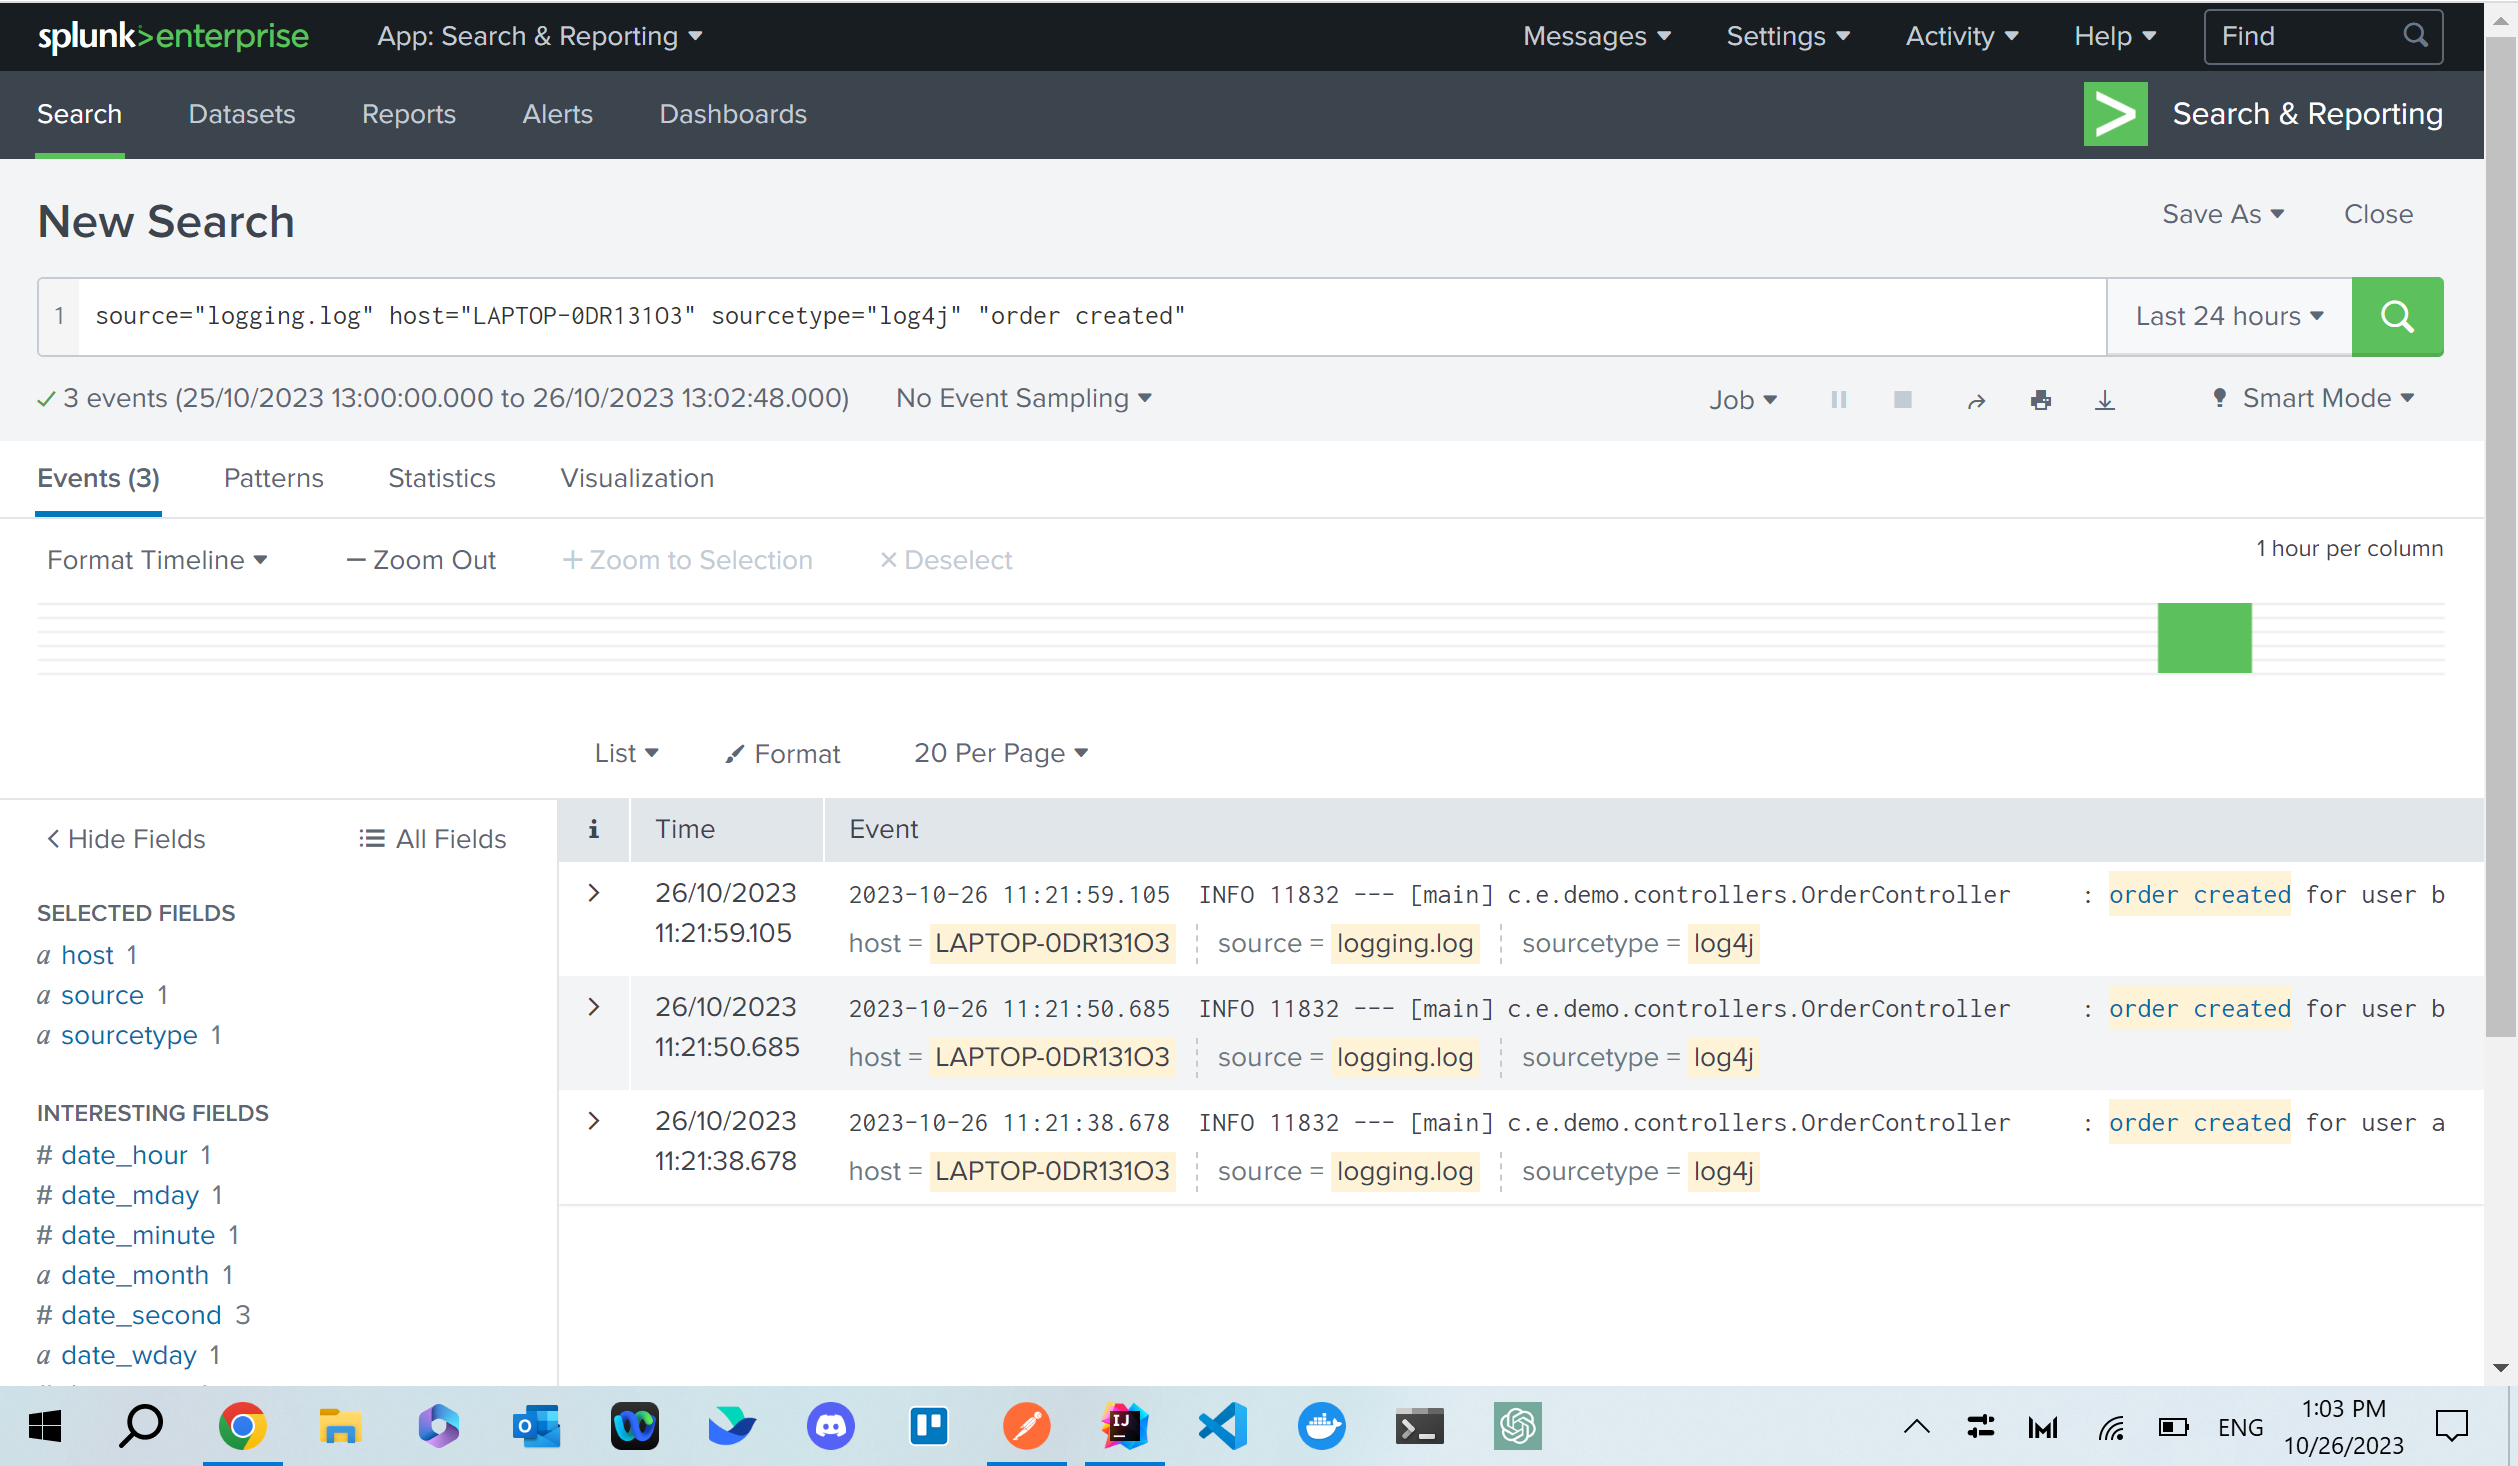 splunk>enterprise App: Search & Reporting Messages Settings Activity Help Find
Search Datasets Reports Alerts Dashboards Search & Reporting
New Search Save As Close
1 source="logging.log" host="LAPTOP-0DR131O3" sourcetype="log4j" "order created" Last 24 hours
3 events (25/10/2023 13:00:00.000 to 26/10/2023 13:02:48.000) No Event Sampling Job Smart Mode
Events (3) Patterns Statistics Visualization
Format Timeline — Zoom Out + Zoom to Selection × Deselect 1 hour per column
List Format 20 Per Page
< Hide Fields All Fields
SELECTED FIELDS
a host 1
a source 1
a sourcetype 1
INTERESTING FIELDS
# date_hour 1
# date_mday 1
# date_minute 1
a date_month 1
# date_second 3
a date_wday 1
i Time Event
> 26/10/2023 11:21:59.105 2023-10-26 11:21:59.105 INFO 11832 --- [main] c.e.demo.controllers.OrderController : order created for user b
host = LAPTOP-0DR131O3 source = logging.log sourcetype = log4j
> 26/10/2023 11:21:50.685 2023-10-26 11:21:50.685 INFO 11832 --- [main] c.e.demo.controllers.OrderController : order created for user b
host = LAPTOP-0DR131O3 source = logging.log sourcetype = log4j
> 26/10/2023 11:21:38.678 2023-10-26 11:21:38.678 INFO 11832 --- [main] c.e.demo.controllers.OrderController : order created for user a
host = LAPTOP-0DR131O3 source = logging.log sourcetype = log4j
IJ
ENG 1:03 PM
10/26/2023